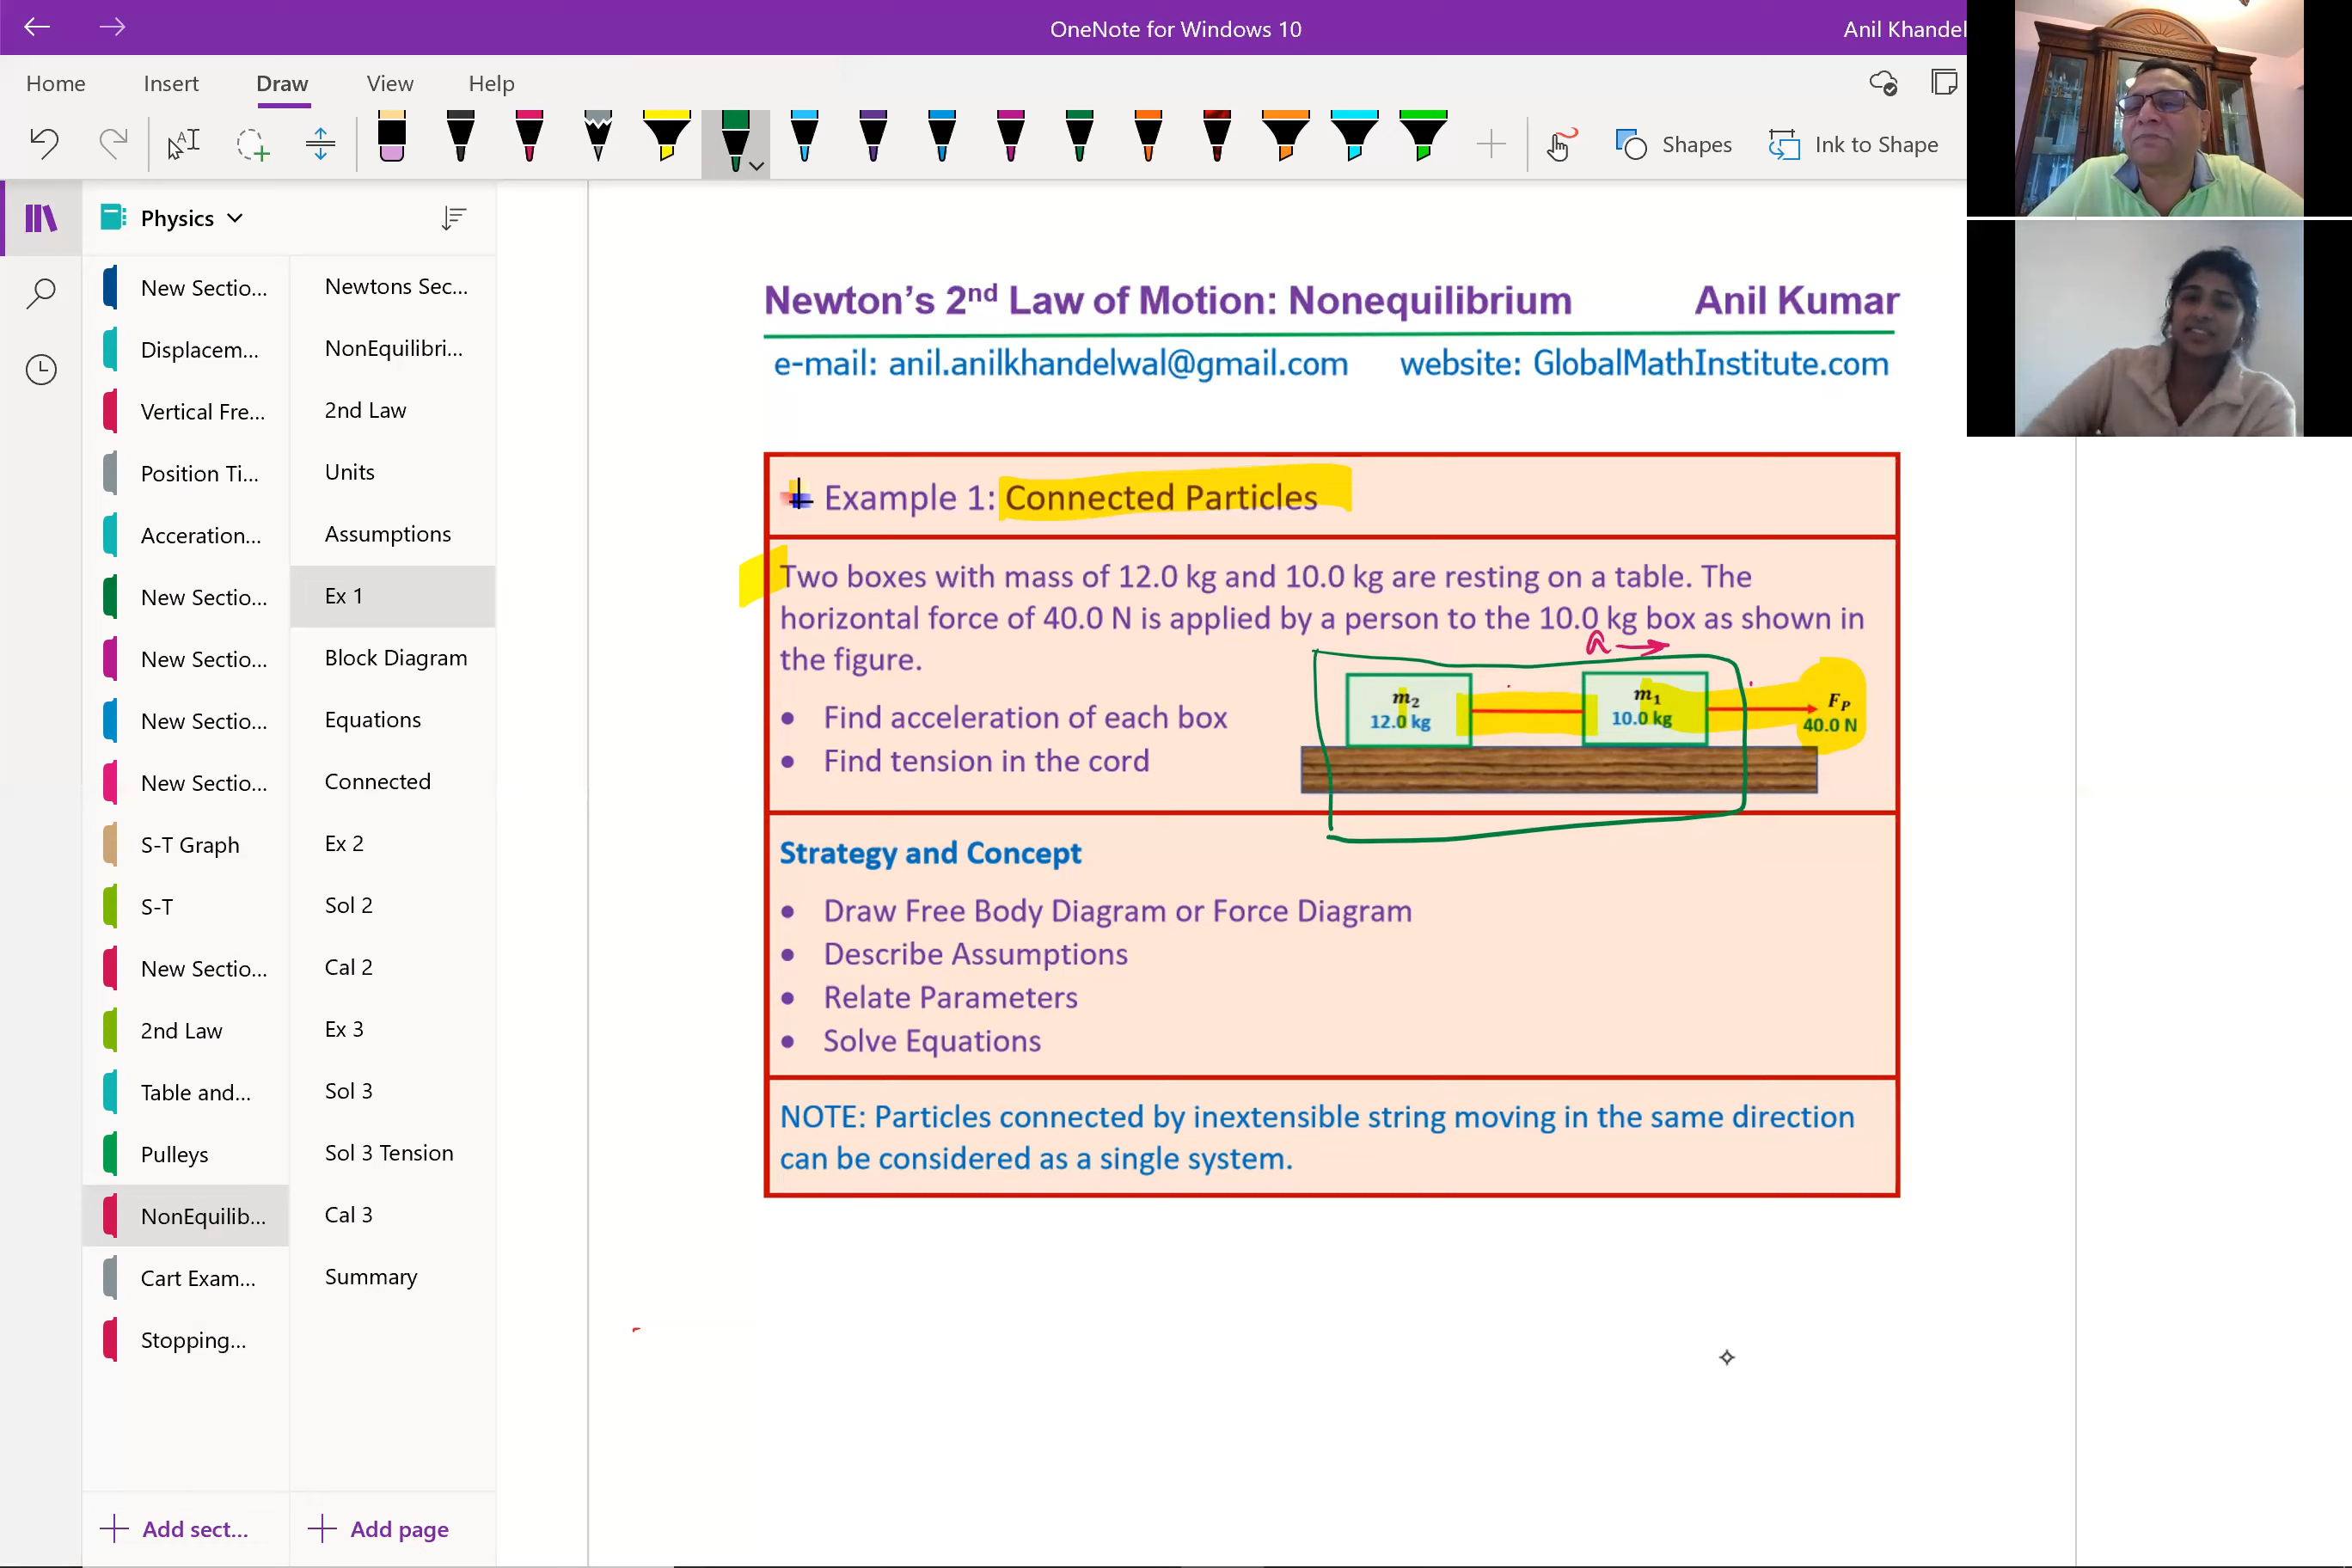 OneNote for Windows 10
Anil Khandel
Home Insert Draw View Help
Shapes Ink to Shape
Physics
New Sectio...
Displacem...
Vertical Fre...
Position Ti...
Acceration...
New Sectio...
New Sectio...
New Sectio...
New Sectio...
S-T Graph
S-T
New Sectio...
2nd Law
Table and...
Pulleys
NonEquilib...
Cart Exam...
Stopping...
Add sect...
Newtons Sec...
NonEquilibri...
2nd Law
Units
Assumptions
Ex 1
Block Diagram
Equations
Connected
Ex 2
Sol 2
Cal 2
Ex 3
Sol 3
Sol 3 Tension
Cal 3
Summary
Add page
Newton's 2nd Law of Motion: Nonequilibrium Anil Kumar
e-mail: anil.anilkhandelwal@gmail.com website: GlobalMathInstitute.com
Example 1: Connected Particles
Two boxes with mass of 12.0 kg and 10.0 kg are resting on a table. The
horizontal force of 40.0 N is applied by a person to the 10.0 kg box as shown in
the figure.
a →
• Find acceleration of each box
• Find tension in the cord
m₂
12.0 kg
m₁
10.0 kg
F_P
40.0 N
Strategy and Concept
• Draw Free Body Diagram or Force Diagram
• Describe Assumptions
• Relate Parameters
• Solve Equations
NOTE: Particles connected by inextensible string moving in the same direction
can be considered as a single system.